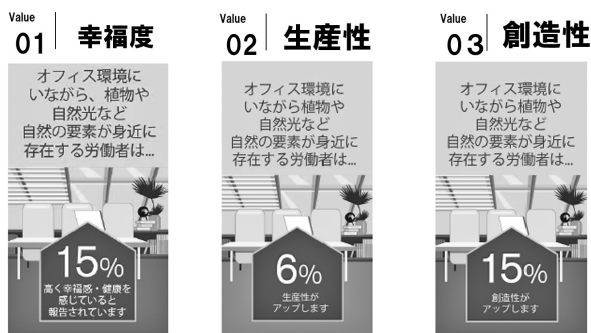 Value
01
幸福度
オフィス環境に
いながら、植物や
自然光など
自然の要素が身近に
存在する労働者は...
15%
高く幸福感・健康を
感じていると
報告されています
Value
02
生産性
オフィス環境に
いながら植物や
自然光など
自然の要素が身近に
存在する労働者は...
6%
生産性が
アップします
Value
03
創造性
オフィス環境に
いながら植物や
自然光など
自然の要素が身近に
存在する労働者は...
15%
創造性が
アップします